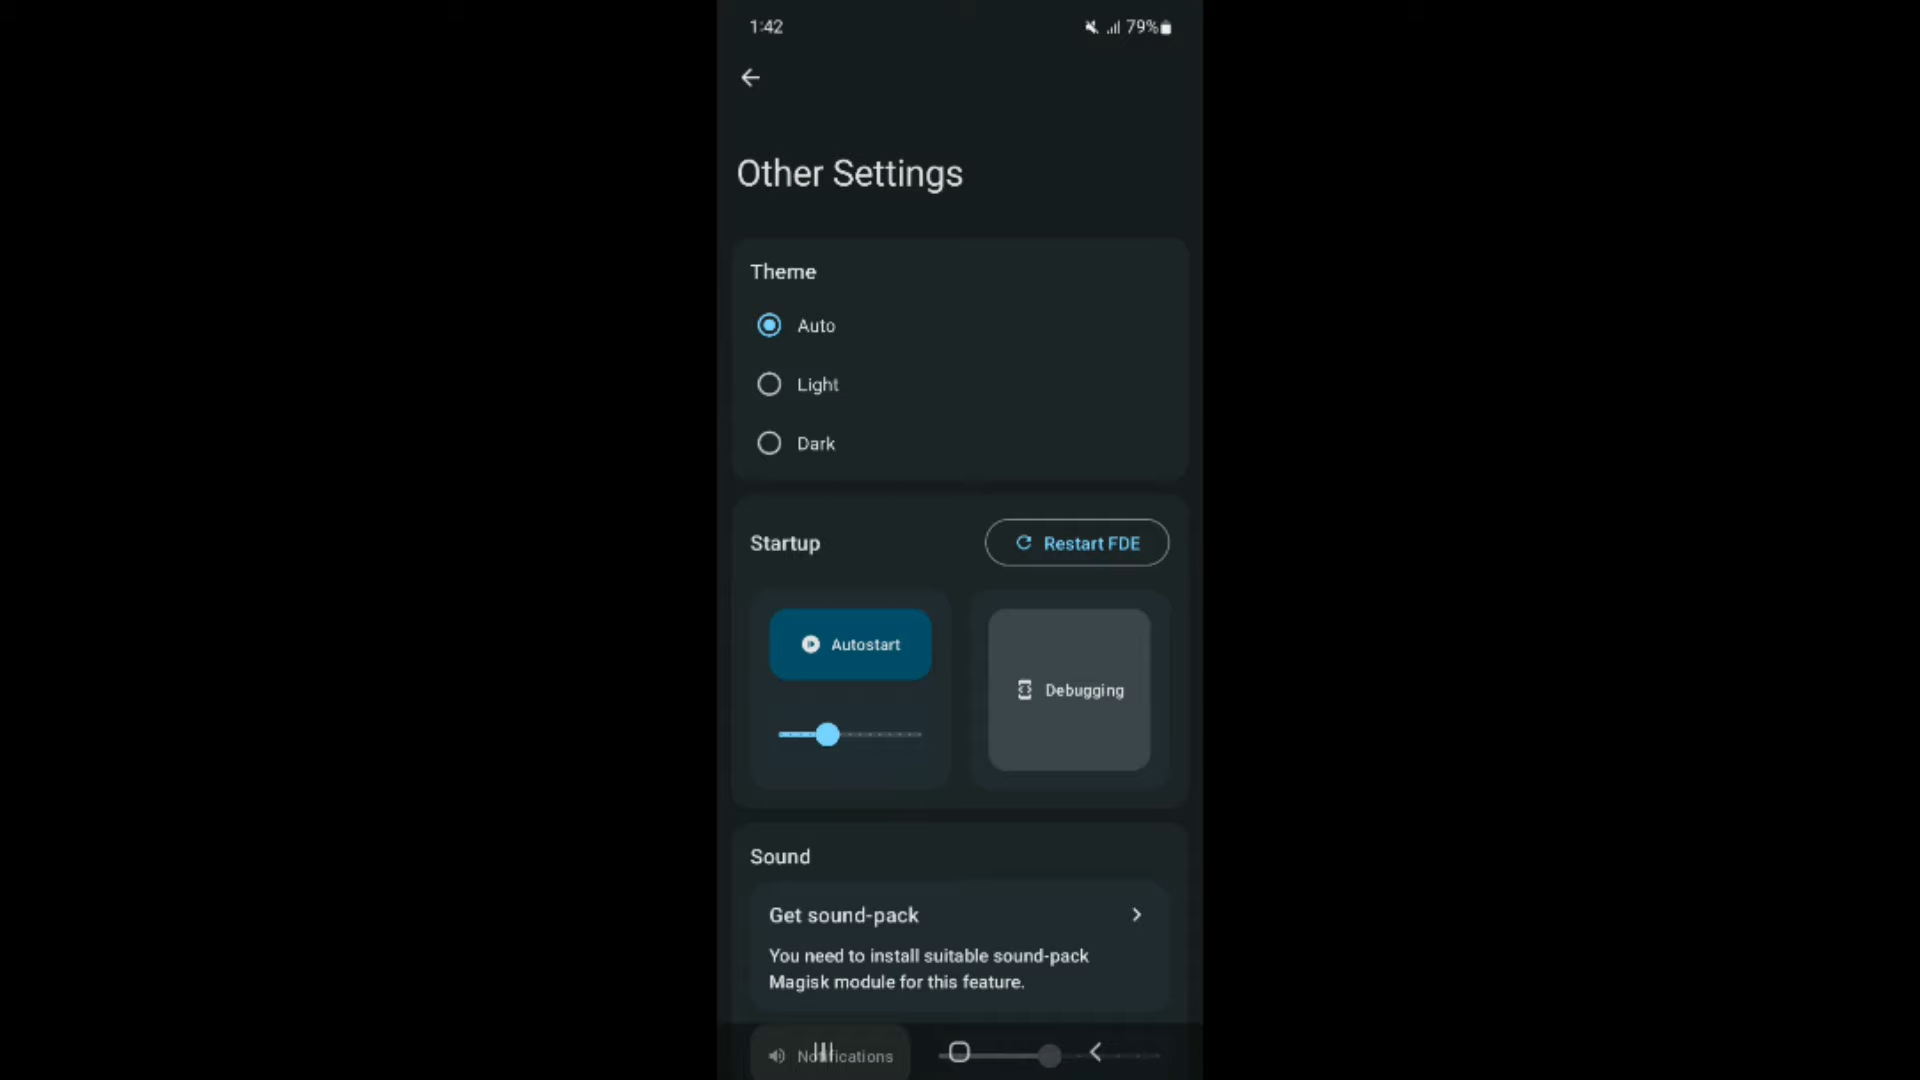 1:42
79%
Other Settings
Theme
Auto
Light
Dark
Startup
Restart FDE
Autostart
Debugging
Sound
Get sound-pack
You need to install suitable sound-pack
Magisk module for this feature.
Notifications